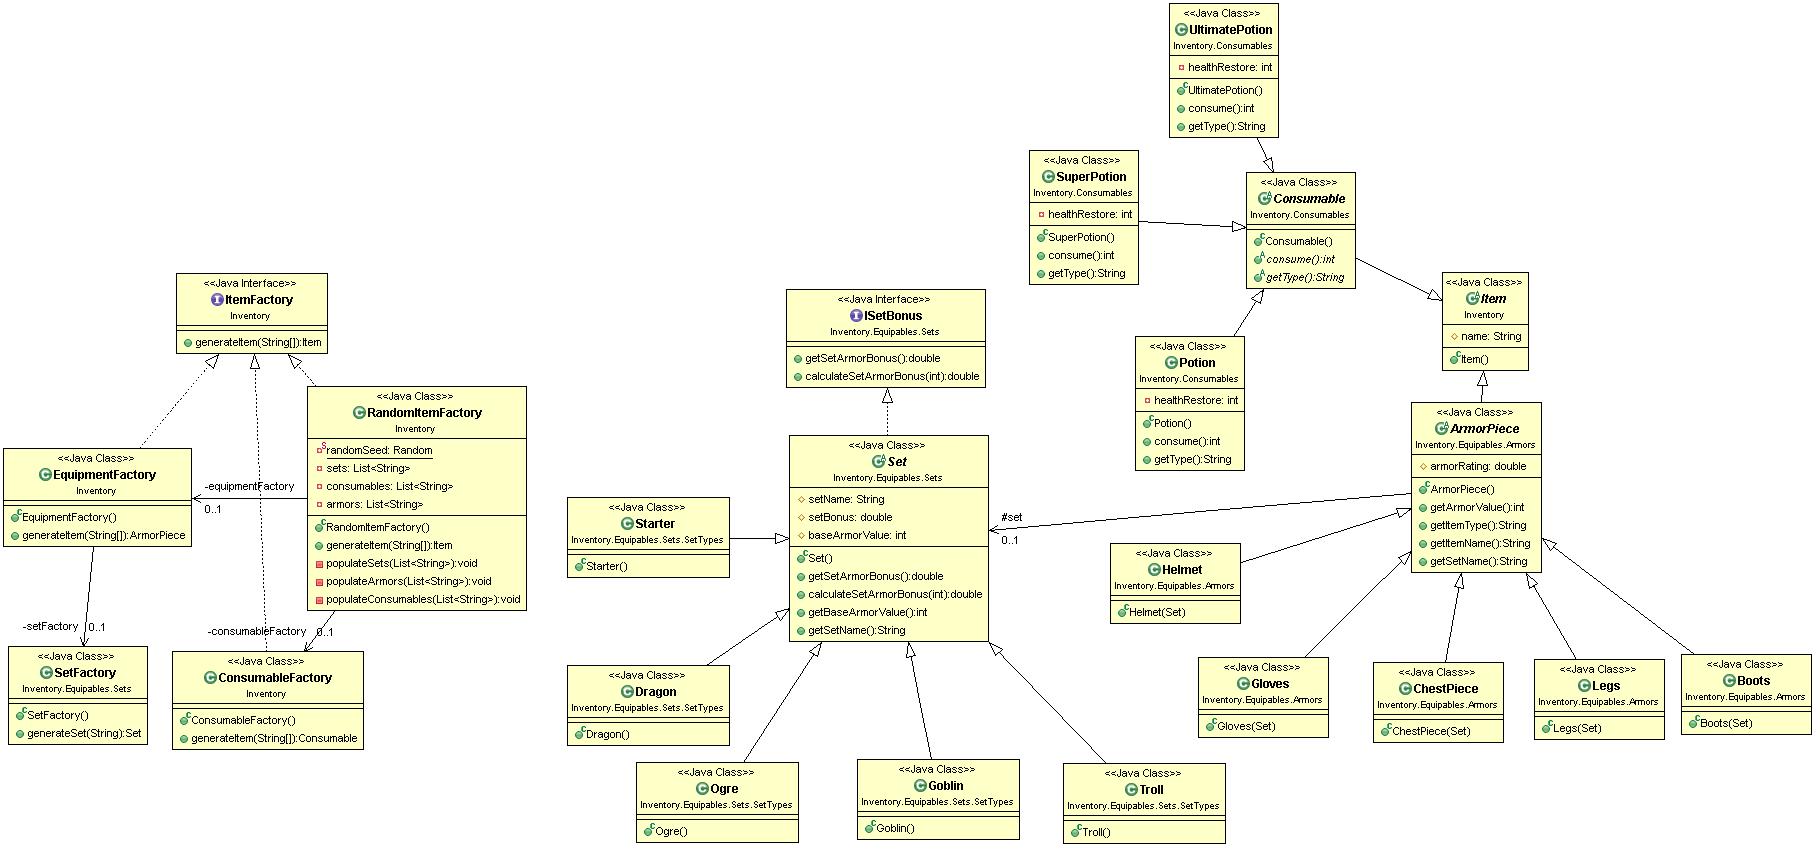 <<Java Class>>
UltimatePotion
Inventory.Consumables
healthRestore: int
UltimatePotion()
consume():int
getType():String
<<Java Class>>
SuperPotion
Inventory.Consumables
healthRestore: int
SuperPotion()
consume():int
getType():String
<<Java Class>>
Consumable
Inventory.Consumables
Consumable()
consume():int
getType():String
<<Java Class>>
Item
Inventory
name: String
Item()
<<Java Interface>>
ItemFactory
Inventory
generateItem(String[]):Item
<<Java Interface>>
ISetBonus
Inventory.Equipables.Sets
getSetArmorBonus():double
calculateSetArmorBonus(int):double
<<Java Class>>
Potion
Inventory.Consumables
healthRestore: int
Potion()
consume():int
getType():String
<<Java Class>>
RandomItemFactory
Inventory
randomSeed: Random
sets: List<String>
consumables: List<String>
armors: List<String>
RandomItemFactory()
generateItem(String[]):Item
populateSets(List<String>):void
populateArmors(List<String>):void
populateConsumables(List<String>):void
<<Java Class>>
EquipmentFactory
Inventory
EquipmentFactory()
generateItem(String[]):ArmorPiece
-equipmentFactory
0..1
<<Java Class>>
Set
Inventory.Equipables.Sets
setName: String
setBonus: double
baseArmorValue: int
Set()
getSetArmorBonus():double
calculateSetArmorBonus(int):double
getBaseArmorValue():int
getSetName():String
<<Java Class>>
ArmorPiece
Inventory.Equipables.Armors
armorRating: double
ArmorPiece()
getArmorValue():int
getItemType():String
getItemName():String
getSetName():String
#set
0..1
<<Java Class>>
Starter
Inventory.Equipables.Sets.SetTypes
Starter()
<<Java Class>>
Helmet
Inventory.Equipables.Armors
Helmet(Set)
-setFactory
0..1
-consumableFactory
0..1
<<Java Class>>
SetFactory
Inventory.Equipables.Sets
SetFactory()
generateSet(String):Set
<<Java Class>>
ConsumableFactory
Inventory
ConsumableFactory()
generateItem(String[]):Consumable
<<Java Class>>
Dragon
Inventory.Equipables.Sets.SetTypes
Dragon()
<<Java Class>>
Gloves
Inventory.Equipables.Armors
Gloves(Set)
<<Java Class>>
ChestPiece
Inventory.Equipables.Armors
ChestPiece(Set)
<<Java Class>>
Legs
Inventory.Equipables.Armors
Legs(Set)
<<Java Class>>
Boots
Inventory.Equipables.Armors
Boots(Set)
<<Java Class>>
Ogre
Inventory.Equipables.Sets.SetTypes
Ogre()
<<Java Class>>
Goblin
Inventory.Equipables.Sets.SetTypes
Goblin()
<<Java Class>>
Troll
Inventory.Equipables.Sets.SetTypes
Troll()